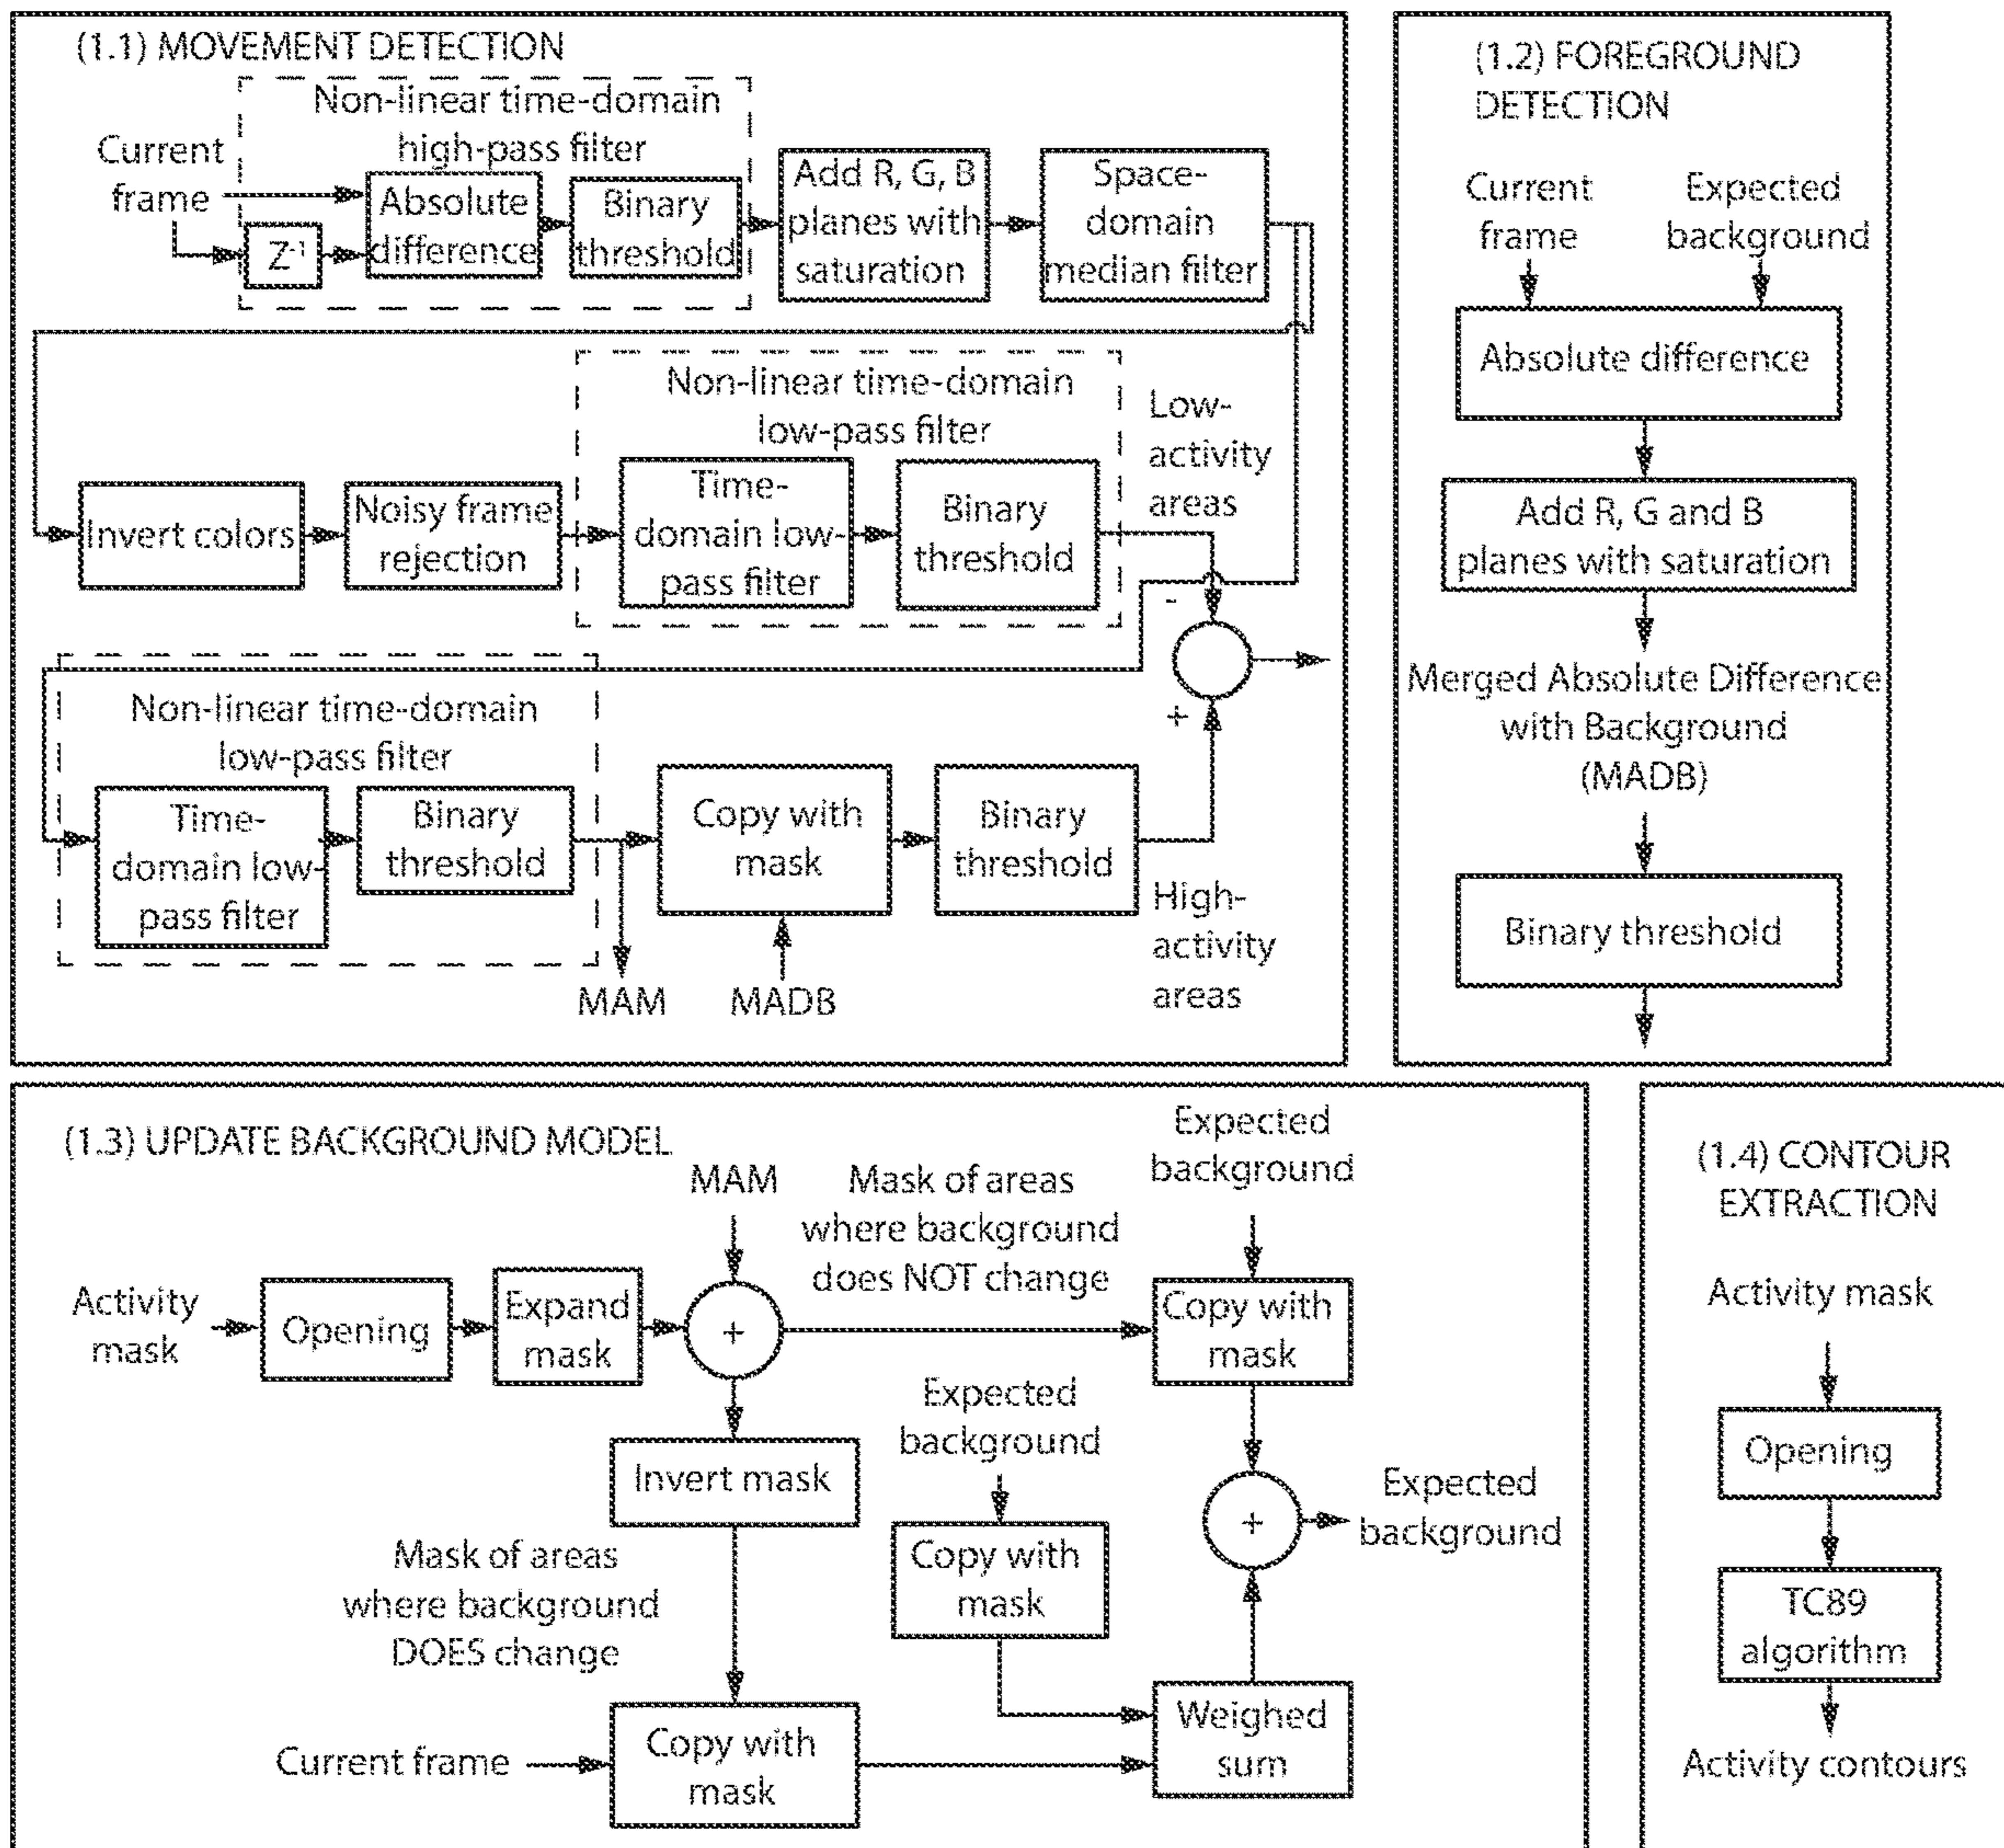 (1.1) MOVEMENT DETECTION
Non-linear time-domain
high-pass filter
Current
frame
Z-1
Absolute
difference
Binary
threshold
Add R, G, B
planes with
saturation
Space-
domain
median filter
Non-linear time-domain
low-pass filter
Low-
activity
areas
Invert colors
Noisy frame
rejection
Time-
domain low-
pass filter
Binary
threshold
-
+
Non-linear time-domain
low-pass filter
Time-
domain low-
pass filter
Binary
threshold
Copy with
mask
Binary
threshold
High-
activity
areas
MAM
MADB
(1.2) FOREGROUND
DETECTION
Current
frame
Expected
background
Absolute difference
Add R, G and B
planes with saturation
Merged Absolute Difference
with Background
(MADB)
Binary threshold
(1.3) UPDATE BACKGROUND MODEL
MAM
Mask of areas
where background
does NOT change
Expected
background
Activity
mask
Opening
Expand
mask
+
Copy with
mask
Invert mask
Expected
background
Copy with
mask
+
Expected
background
Mask of areas
where background
DOES change
Current frame
Copy with
mask
Weighed
sum
(1.4) CONTOUR
EXTRACTION
Activity mask
Opening
TC89
algorithm
Activity contours